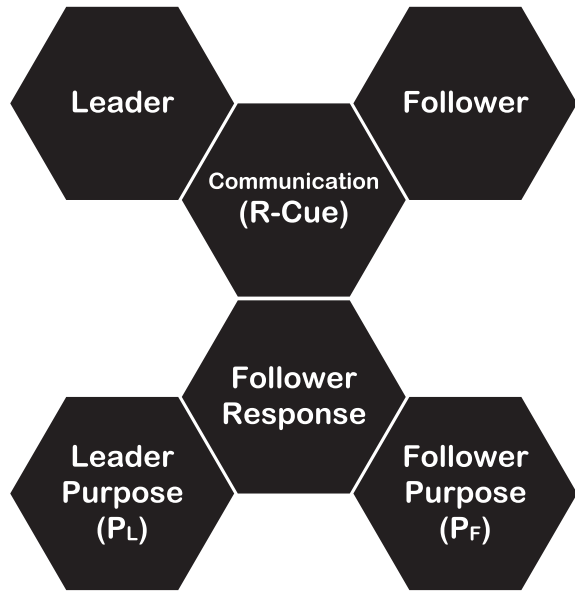 Leader
Follower
Communication
(R-Cue)
Follower
Response
Leader
Purpose
(PL)
Follower
Purpose
(PF)